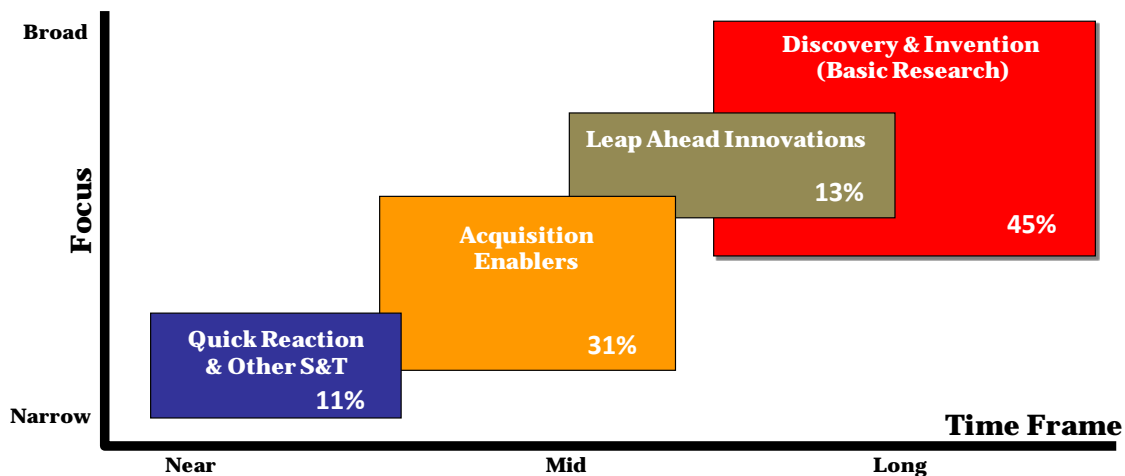 Broad
Discovery & Invention
(Basic Research)
Leap Ahead Innovations
13%
45%
Focus
Acquisition
Enablers
31%
Quick Reaction
& Other S&T
11%
Narrow
Time Frame
Near
Mid
Long